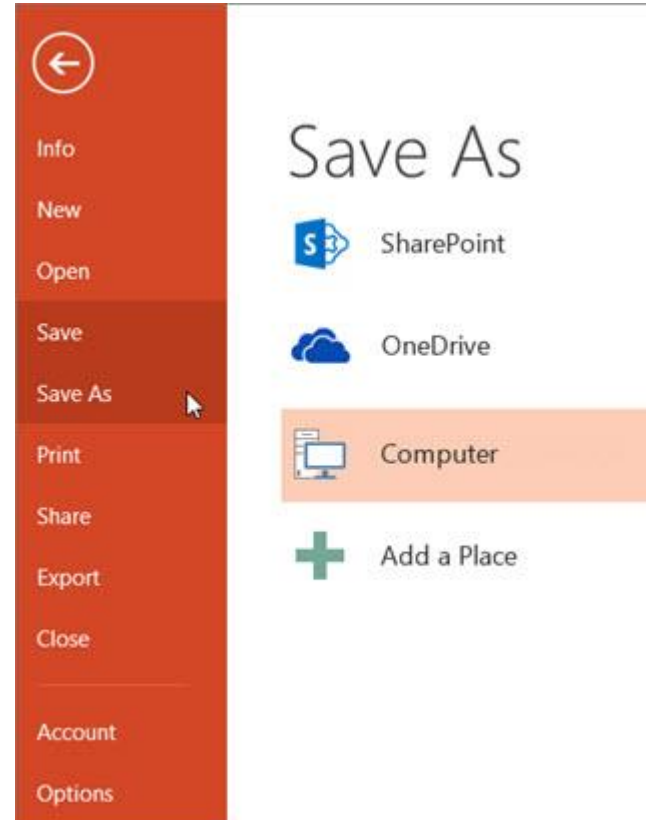 Info
New
Open
Save
Save As
Print
Share
Export
Close
Account
Options
Save As
S SharePoint
OneDrive
Computer
Add a Place